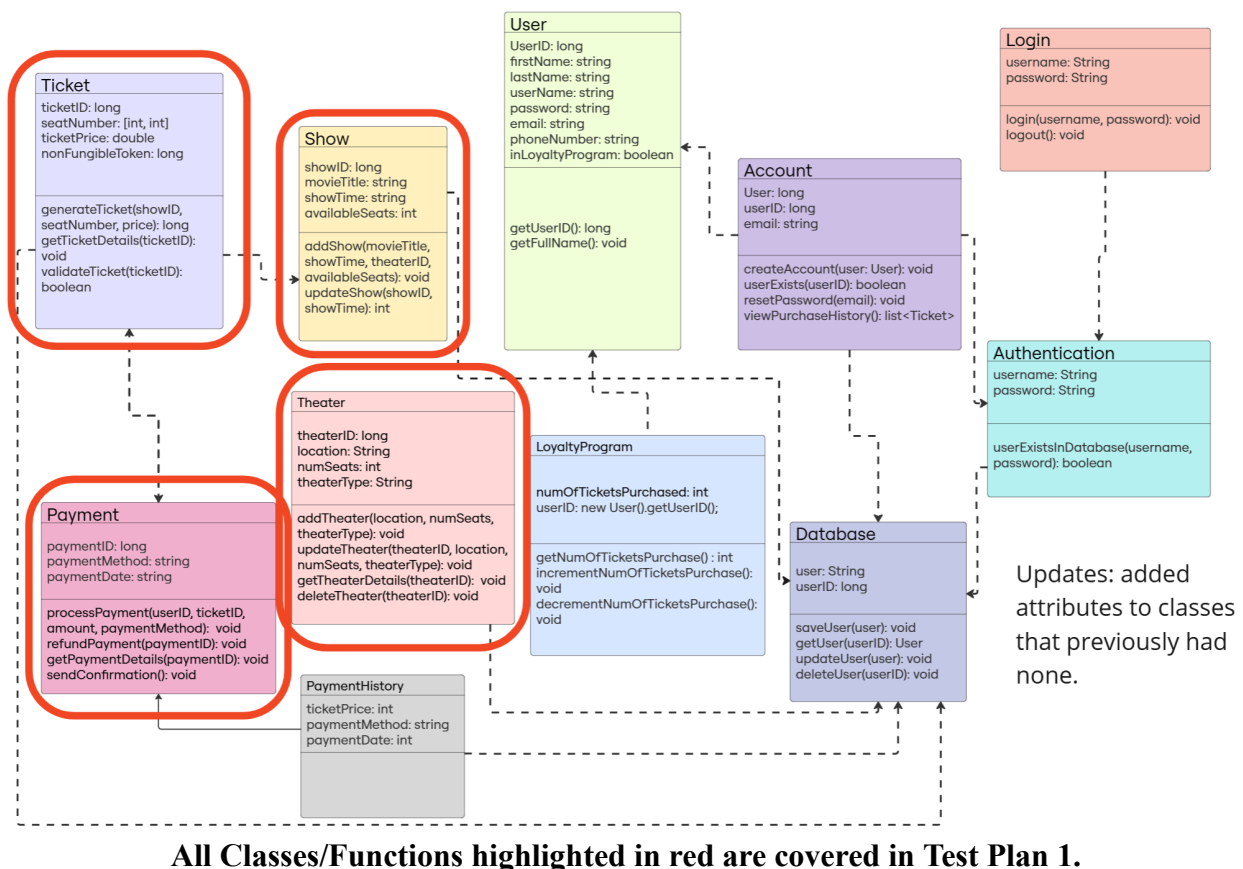 Ticket
ticketID: long
seatNumber: [int, int]
ticketPrice: double
nonFungibleToken: long
generateTicket(showID,
seatNumber, price): long
getTicketDetails(ticketID):
void
validateTicket(ticketID):
boolean
Show
showID: long
movieTitle: string
showTime: string
availableSeats: int
addShow(movieTitle,
showTime, theaterID,
availableSeats): void
updateShow(showID,
showTime): int
User
UserID: long
firstName: string
lastName: string
userName: string
password: string
email: string
phoneNumber: string
inLoyaltyProgram: boolean
getUserID(): long
getFullName(): void
Account
User: long
userID: long
email: string
createAccount(user: User): void
userExists(userID): boolean
resetPassword(email): void
viewPurchaseHistory(): list<Ticket>
Login
username: String
password: String
login(username, password): void
logout(): void
Authentication
username: String
password: String
userExistsInDatabase(username,
password): boolean
Theater
theaterID: long
location: String
numSeats: int
theaterType: String
addTheater(location, numSeats,
theaterType): void
updateTheater(theaterID, location,
numSeats, theaterType): void
getTheaterDetails(theaterID): void
deleteTheater(theaterID): void
LoyaltyProgram
numOfTicketsPurchased: int
userID: new User().getUserID();
getNumOfTicketsPurchase() : int
incrementNumOfTicketsPurchase():
void
decrementNumOfTicketsPurchase():
void
Payment
paymentID: long
paymentMethod: string
paymentDate: string
processPayment(userID, ticketID,
amount, paymentMethod): void
refundPayment(paymentID): void
getPaymentDetails(paymentID): void
sendConfirmation(): void
Database
user: String
userID: long
saveUser(user): void
getUser(userID): User
updateUser(user): void
deleteUser(userID): void
PaymentHistory
ticketPrice: int
paymentMethod: string
paymentDate: int
Updates: added
attributes to classes
that previously had
none.
All Classes/Functions highlighted in red are covered in Test Plan 1.